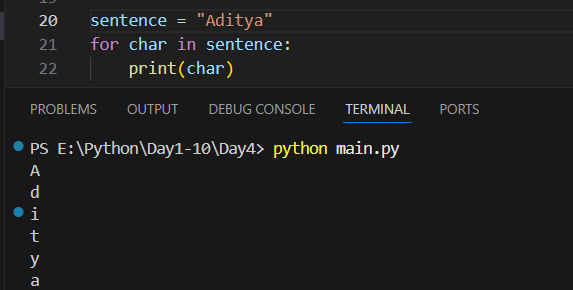 20 sentence = "Aditya"
21 for char in sentence:
22     print(char)
PROBLEMS OUTPUT DEBUG CONSOLE TERMINAL PORTS
PS E:\Python\Day1-10\Day4> python main.py
A
d
i
t
y
a